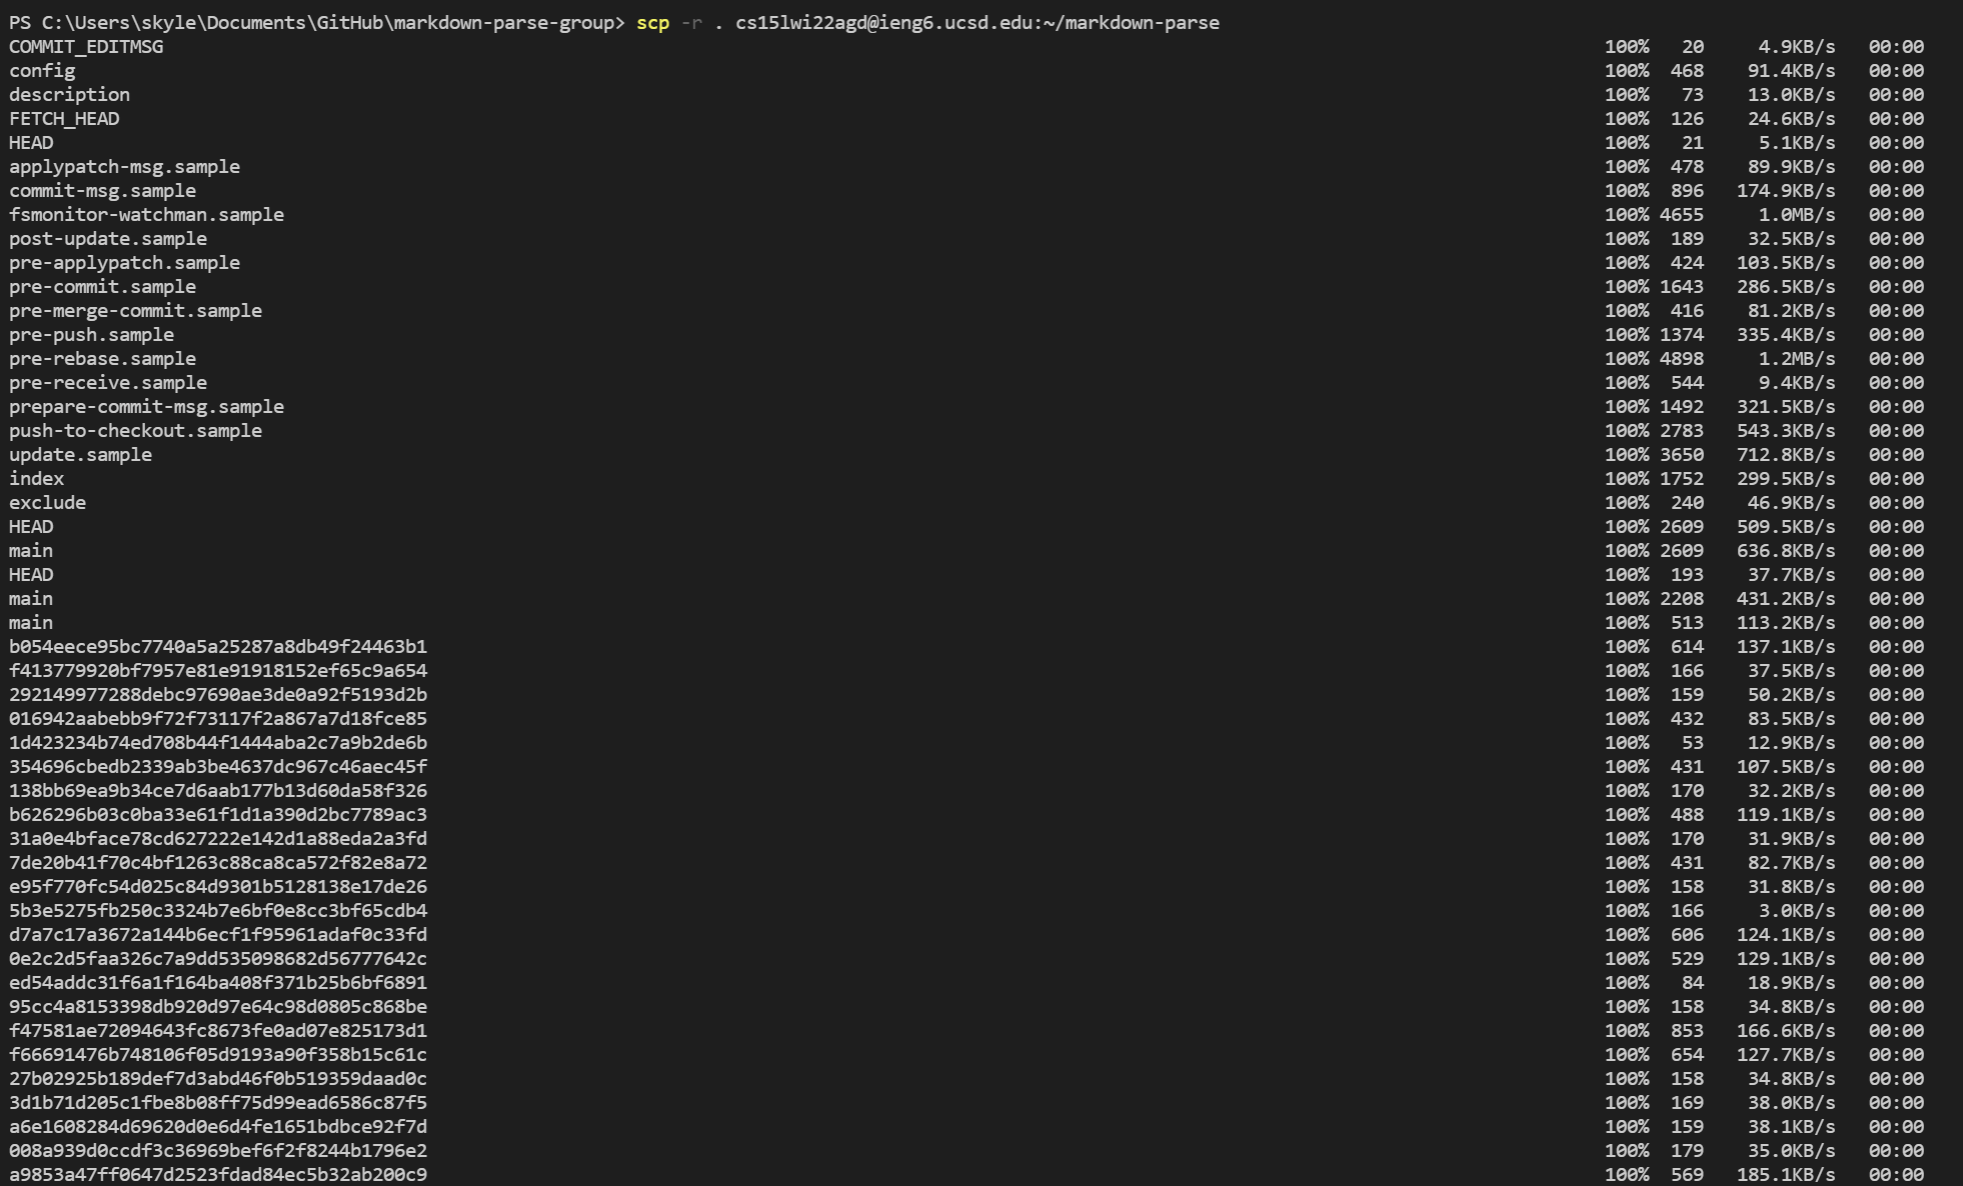 PS C:\Users\skyle\Documents\GitHub\markdown-parse-group> scp -r . cs15lwi22agd@ieng6.ucsd.edu:~/markdown-parse
COMMIT_EDITMSG 100% 20 4.9KB/s 00:00
config 100% 468 91.4KB/s 00:00
description 100% 73 13.0KB/s 00:00
FETCH_HEAD 100% 126 24.6KB/s 00:00
HEAD 100% 21 5.1KB/s 00:00
applypatch-msg.sample 100% 478 89.9KB/s 00:00
commit-msg.sample 100% 896 174.9KB/s 00:00
fsmonitor-watchman.sample 100% 4655 1.0MB/s 00:00
post-update.sample 100% 189 32.5KB/s 00:00
pre-applypatch.sample 100% 424 103.5KB/s 00:00
pre-commit.sample 100% 1643 286.5KB/s 00:00
pre-merge-commit.sample 100% 416 81.2KB/s 00:00
pre-push.sample 100% 1374 335.4KB/s 00:00
pre-rebase.sample 100% 4898 1.2MB/s 00:00
pre-receive.sample 100% 544 9.4KB/s 00:00
prepare-commit-msg.sample 100% 1492 321.5KB/s 00:00
push-to-checkout.sample 100% 2783 543.3KB/s 00:00
update.sample 100% 3650 712.8KB/s 00:00
index 100% 1752 299.5KB/s 00:00
exclude 100% 240 46.9KB/s 00:00
HEAD 100% 2609 509.5KB/s 00:00
main 100% 2609 636.8KB/s 00:00
HEAD 100% 193 37.7KB/s 00:00
main 100% 2208 431.2KB/s 00:00
main 100% 513 113.2KB/s 00:00
b054eece95bc7740a5a25287a8db49f24463b1 100% 614 137.1KB/s 00:00
f413779920bf7957e81e91918152ef65c9a654 100% 166 37.5KB/s 00:00
292149977288debc97690ae3de0a92f5193d2b 100% 159 50.2KB/s 00:00
016942aabebb9f72f73117f2a867a7d18fce85 100% 432 83.5KB/s 00:00
1d423234b74ed708b44f1444aba2c7a9b2de6b 100% 53 12.9KB/s 00:00
354696cbedb2339ab3be4637dc967c46aec45f 100% 431 107.5KB/s 00:00
138bb69ea9b34ce7d6aab177b13d60da58f326 100% 170 32.2KB/s 00:00
b626296b03c0ba33e61f1d1a390d2bc7789ac3 100% 488 119.1KB/s 00:00
31a0e4bface78cd627222e142d1a88eda2a3fd 100% 170 31.9KB/s 00:00
7de20b41f70c4bf1263c88ca8ca572f82e8a72 100% 431 82.7KB/s 00:00
e95f770fc54d025c84d9301b5128138e17de26 100% 158 31.8KB/s 00:00
5b3e5275fb250c3324b7e6bf0e8cc3bf65cdb4 100% 166 3.0KB/s 00:00
d7a7c17a3672a144b6ecf1f95961adaf0c33fd 100% 606 124.1KB/s 00:00
0e2c2d5faa326c7a9dd535098682d56777642c 100% 529 129.1KB/s 00:00
ed54addc31f6a1f164ba408f371b25b6bf6891 100% 84 18.9KB/s 00:00
95cc4a8153398db920d97e64c98d0805c868be 100% 158 34.8KB/s 00:00
f47581ae72094643fc8673fe0ad07e825173d1 100% 853 166.6KB/s 00:00
f66691476b748106f05d9193a90f358b15c61c 100% 654 127.7KB/s 00:00
27b02925b189def7d3abd46f0b519359daad0c 100% 158 34.8KB/s 00:00
3d1b71d205c1fbe8b08ff75d99ead6586c87f5 100% 169 38.0KB/s 00:00
a6e1608284d69620d0e6d4fe1651bdbce92f7d 100% 159 38.1KB/s 00:00
008a939d0ccdf3c36969bef6f2f8244b1796e2 100% 179 35.0KB/s 00:00
a9853a47ff0647d2523fdad84ec5b32ab200c9 100% 569 185.1KB/s 00:00